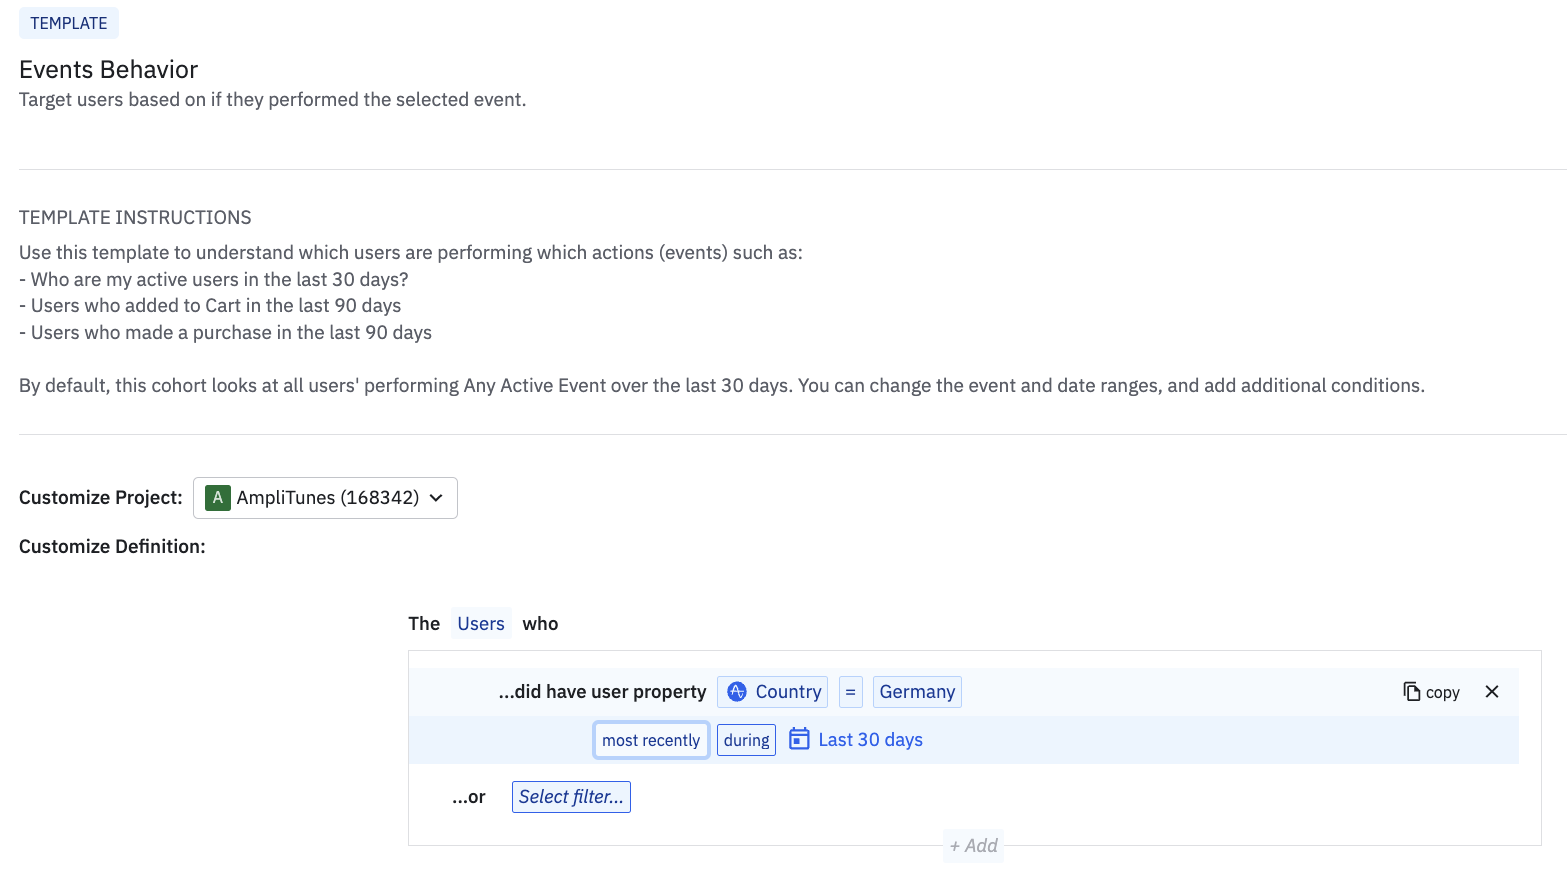 TEMPLATE
Events Behavior
Target users based on if they performed the selected event.
TEMPLATE INSTRUCTIONS
Use this template to understand which users are performing which actions (events) such as:
- Who are my active users in the last 30 days?
- Users who added to Cart in the last 90 days
- Users who made a purchase in the last 90 days
By default, this cohort looks at all users' performing Any Active Event over the last 30 days. You can change the event and date ranges, and add additional conditions.
Customize Project: A AmpliTunes (168342)
Customize Definition:
The Users who
...did have user property Country = Germany copy
most recently during Last 30 days
...or Select filter...
+ Add